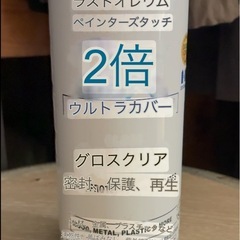 ラストオレウム
ペインターズタッチ
2倍
ウルトラカバー
グロスクリア
密封、保護、再生
METAL, PLASTIC